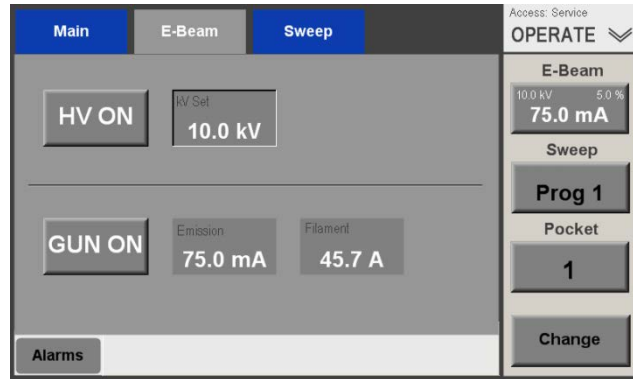 Main
E-Beam
Sweep
HV ON
kV Set
10.0 kV
GUN ON
Emission
75.0 mA
Filament
45.7 A
Alarms
Access: Service
OPERATE
E-Beam
10.0 kV 5.0 %
75.0 mA
Sweep
Prog 1
Pocket
1
Change